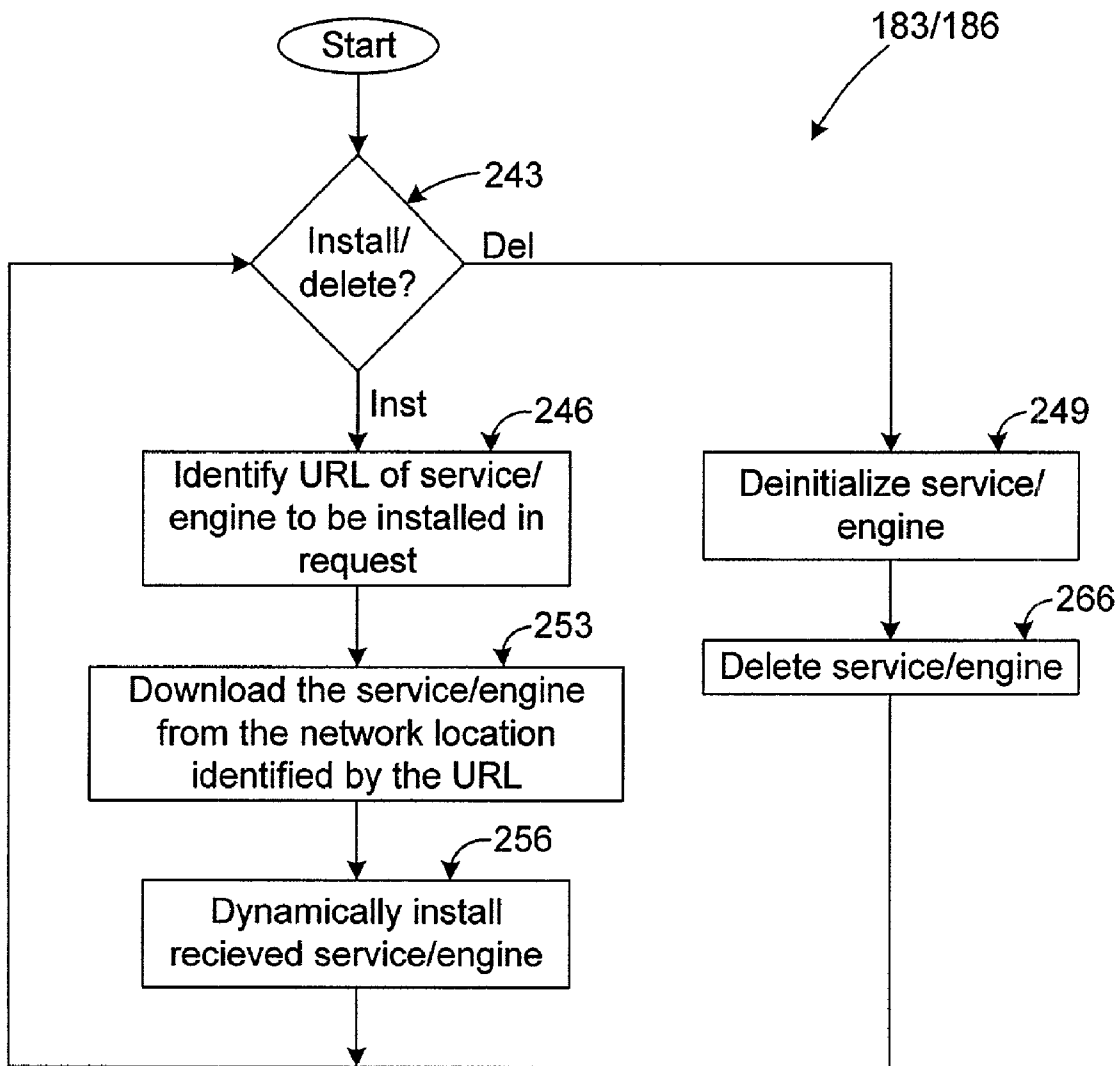 Start
183/186
243
Install/
delete?
Del
Inst
246
Identify URL of service/
engine to be installed in
request
249
Deinitialize service/
engine
253
Download the service/engine
from the network location
identified by the URL
266
Delete service/engine
256
Dynamically install
recieved service/engine